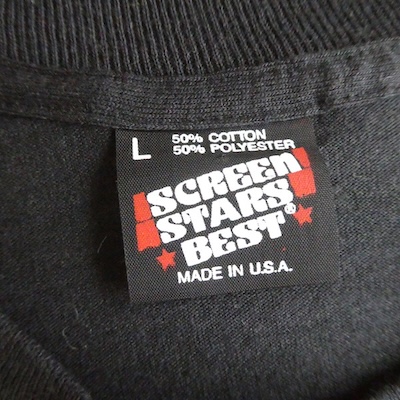 L 50% COTTON
50% POLYESTER
SCREEN
STARS
BEST®
MADE IN U.S.A.